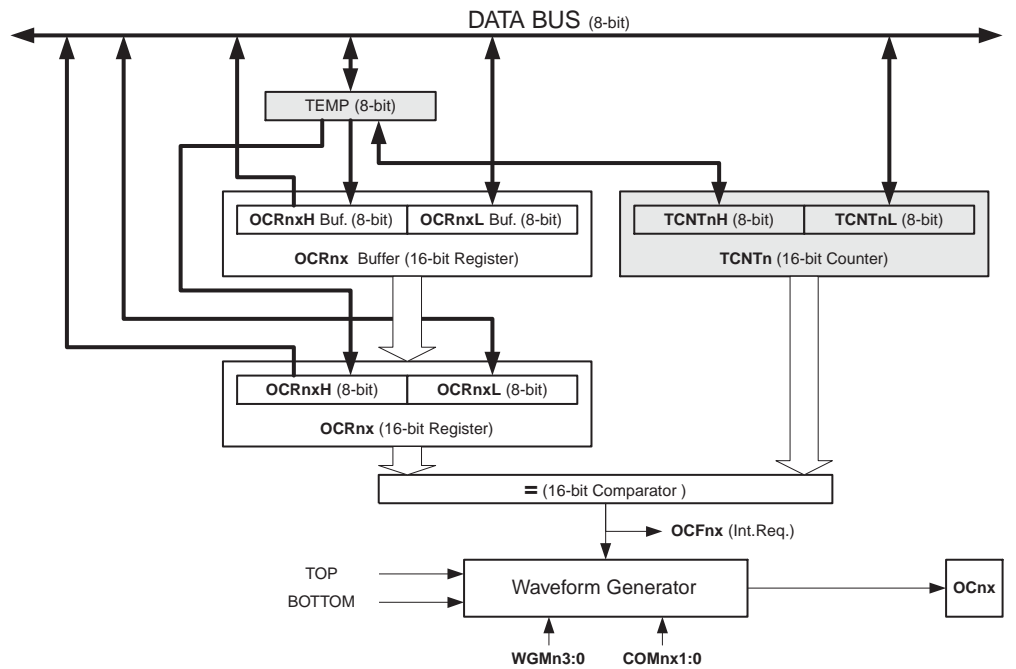 DATA BUS (8-bit)
TEMP (8-bit)
OCRnxH Buf. (8-bit) OCRnxL Buf. (8-bit)
OCRnx Buffer (16-bit Register)
TCNTnH (8-bit) TCNTnL (8-bit)
TCNTn (16-bit Counter)
OCRnxH (8-bit) OCRnxL (8-bit)
OCRnx (16-bit Register)
= (16-bit Comparator )
OCFnx (Int.Req.)
TOP
BOTTOM
Waveform Generator
OCnx
WGMn3:0 COMnx1:0